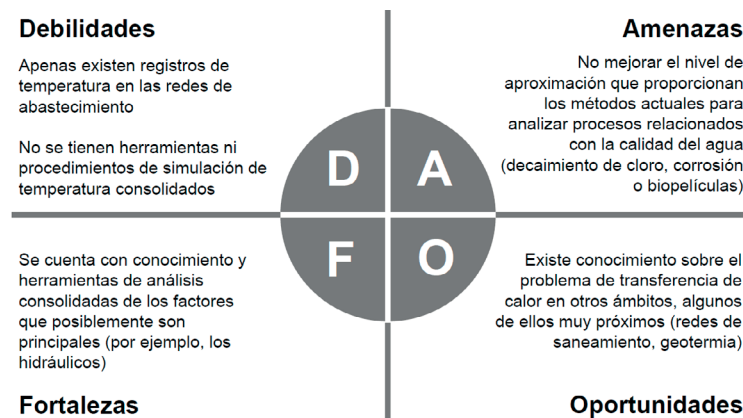 Debilidades
Apenas existen registros de
temperatura en las redes de
abastecimiento
No se tienen herramientas ni
procedimientos de simulación de
temperatura consolidados
Amenazas
No mejorar el nivel de
aproximación que proporcionan
los métodos actuales para
analizar procesos relacionados
con la calidad del agua
(decaimiento de cloro, corrosión
o biopelículas)
D A
F O
Se cuenta con conocimiento y
herramientas de análisis
consolidadas de los factores
que posiblemente son
principales (por ejemplo, los
hidráulicos)
Fortalezas
Existe conocimiento sobre el
problema de transferencia de
calor en otros ámbitos, algunos
de ellos muy próximos (redes de
saneamiento, geotermia)
Oportunidades